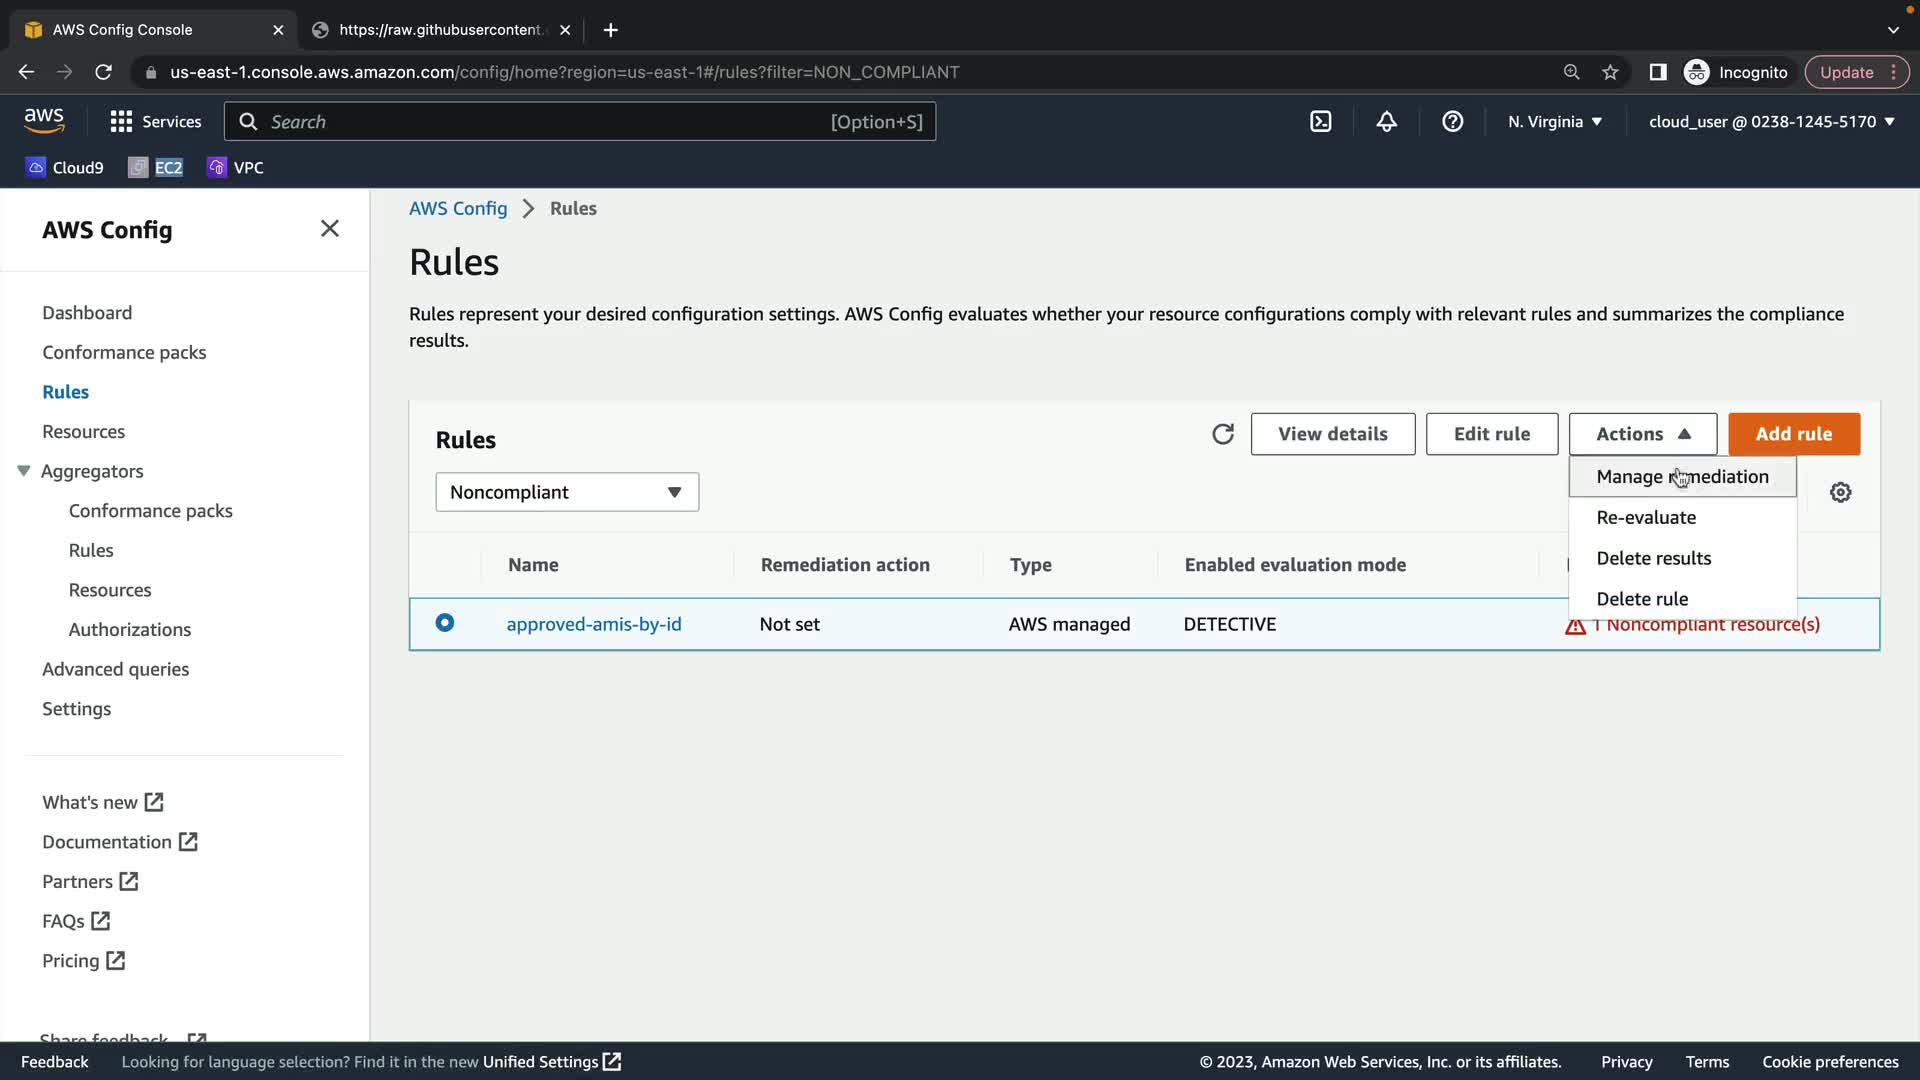 AWS Config Console
https://raw.githubusercontent.
us-east-1.console.aws.amazon.com/config/home?region=us-east-1#/rules?filter=NON_COMPLIANT
Incognito
Update
aws
Services
Search
[Option+S]
N. Virginia
cloud_user @ 0238-1245-5170
Cloud9
EC2
VPC
AWS Config
Dashboard
Conformance packs
Rules
Resources
Aggregators
Conformance packs
Rules
Resources
Authorizations
Advanced queries
Settings
What's new
Documentation
Partners
FAQs
Pricing
Share feedback
AWS Config > Rules
Rules
Rules represent your desired configuration settings. AWS Config evaluates whether your resource configurations comply with relevant rules and summarizes the compliance
results.
Rules
View details
Edit rule
Actions
Add rule
Noncompliant
Manage remediation
Re-evaluate
Delete results
Delete rule
Name
Remediation action
Type
Enabled evaluation mode
approved-amis-by-id
Not set
AWS managed
DETECTIVE
1 Noncompliant resource(s)
Feedback
Looking for language selection? Find it in the new Unified Settings
© 2023, Amazon Web Services, Inc. or its affiliates.
Privacy
Terms
Cookie preferences